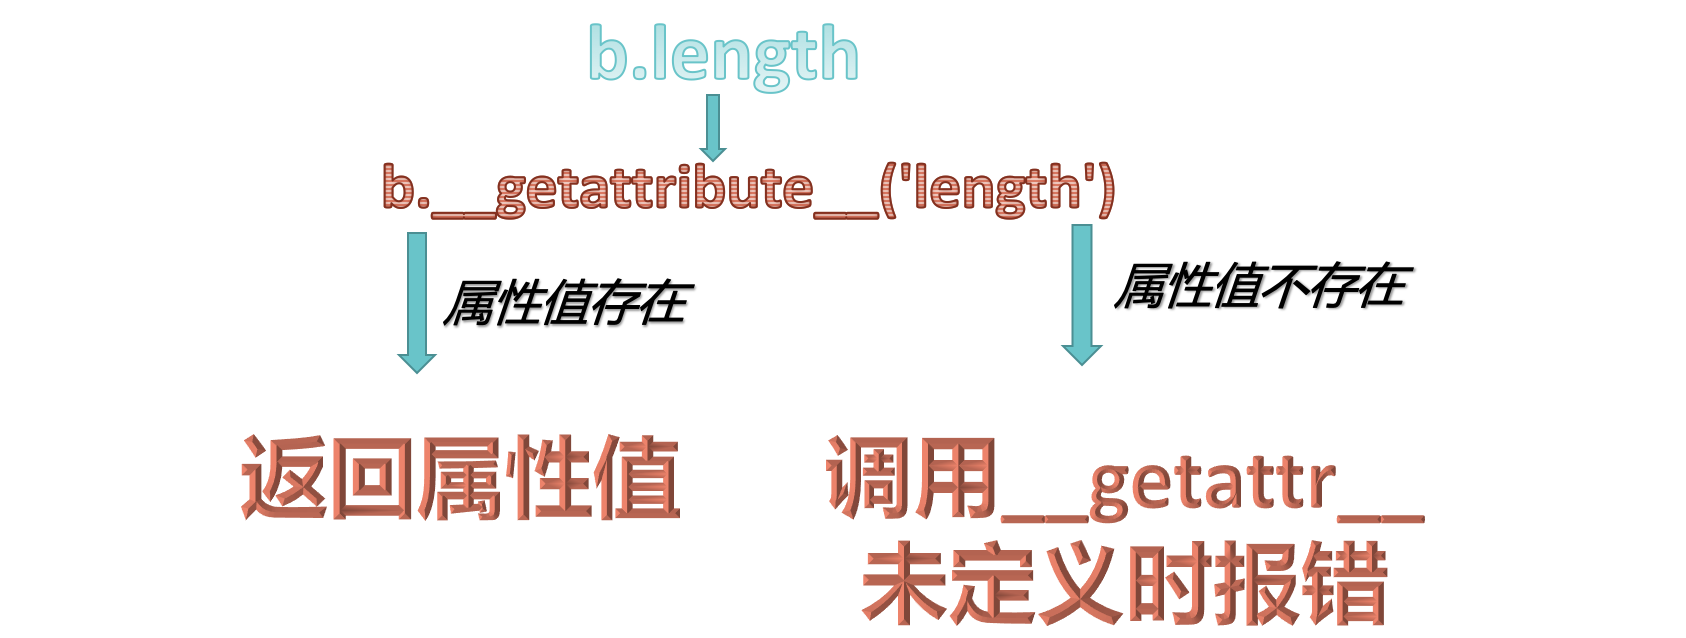 b.length
b.__getattribute__('length')
属性值存在
属性值不存在
返回属性值
调用__getattr__
未定义时报错